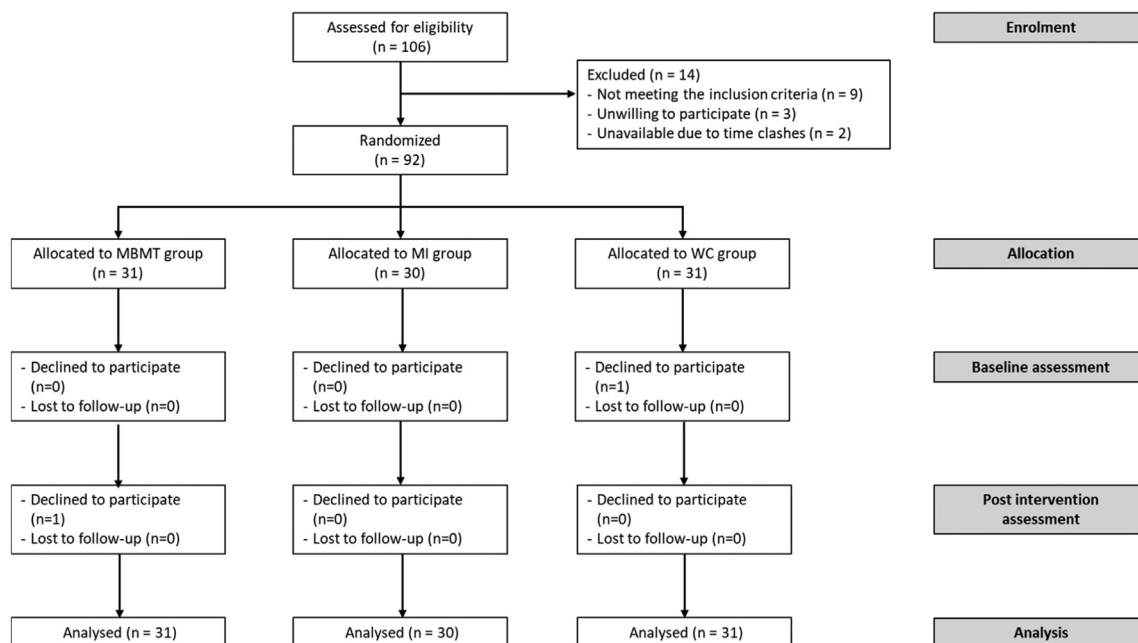 Assessed for eligibility
(n = 106)
Enrolment
Excluded (n = 14)
- Not meeting the inclusion criteria (n = 9)
- Unwilling to participate (n = 3)
- Unavailable due to time clashes (n = 2)
Randomized
(n = 92)
Allocated to MBMT group
(n = 31)
Allocated to MI group
(n = 30)
Allocated to WC group
(n = 31)
Allocation
- Declined to participate
(n=0)
- Lost to follow-up (n=0)
- Declined to participate
(n=0)
- Lost to follow-up (n=0)
- Declined to participate
(n=1)
- Lost to follow-up (n=0)
Baseline assessment
- Declined to participate
(n=1)
- Lost to follow-up (n=0)
- Declined to participate
(n=0)
- Lost to follow-up (n=0)
- Declined to participate
(n=0)
- Lost to follow-up (n=0)
Post intervention
assessment
Analysed (n = 31)
Analysed (n = 30)
Analysed (n = 31)
Analysis